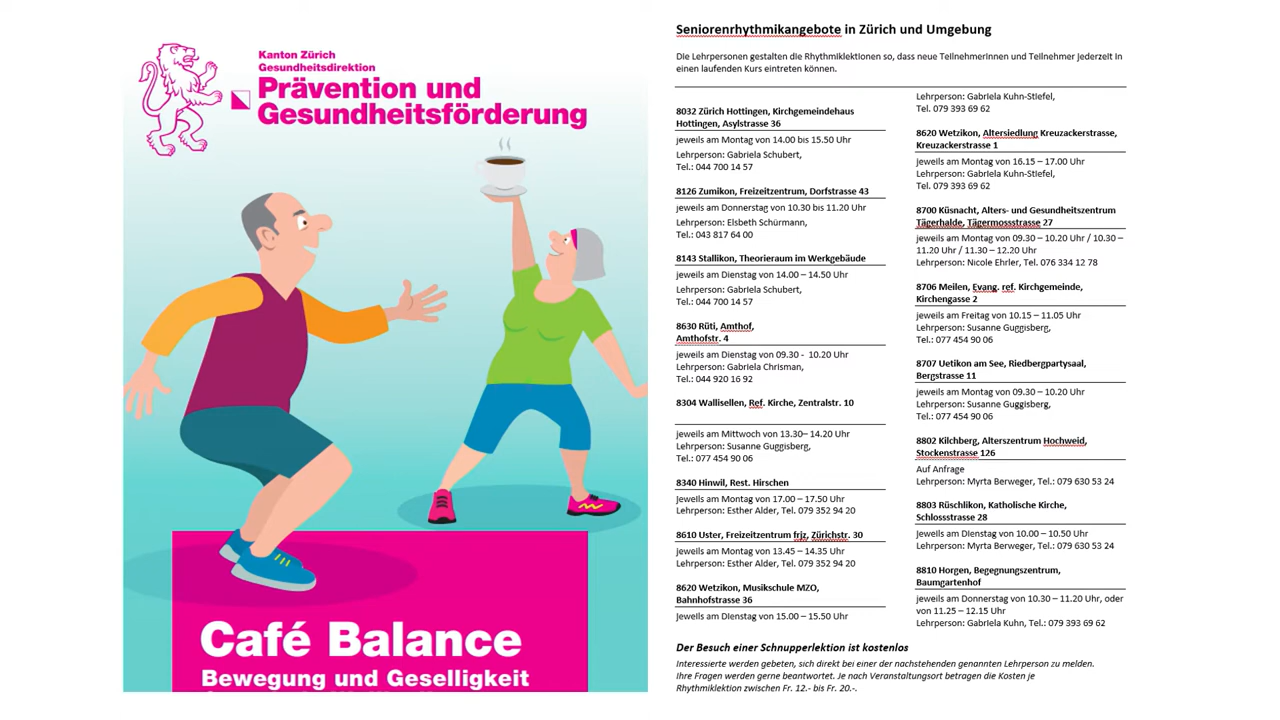 Kanton Zürich
Gesundheitsdirektion
Prävention und
Gesundheitsförderung
Café Balance
Bewegung und Geselligkeit
Seniorenrhythmikangebote in Zürich und Umgebung
Die Lehrpersonen gestalten die Rhythmiklektionen so, dass neue Teilnehmerinnen und Teilnehmer jederzeit in
einen laufenden Kurs eintreten können.
8032 Zürich Hottingen, Kirchgemeindehaus
Hottingen, Asylstrasse 36
jeweils am Montag von 14.00 bis 15.50 Uhr
Lehrperson: Gabriela Schubert,
Tel.: 044 700 14 57
8126 Zumikon, Freizeitzentrum, Dorfstrasse 43
jeweils am Donnerstag von 10.30 bis 11.20 Uhr
Lehrperson: Elsbeth Schürmann,
Tel.: 043 817 64 00
8143 Stallikon, Theorieraum im Werkgebäude
jeweils am Dienstag von 14.00 – 14.50 Uhr
Lehrperson: Gabriela Schubert,
Tel.: 044 700 14 57
8630 Rüti, Amthof,
Amthofstr. 4
jeweils am Dienstag von 09.30 - 10.20 Uhr
Lehrperson: Gabriela Chrisman,
Tel.: 044 920 16 92
8304 Wallisellen, Ref. Kirche, Zentralstr. 10
jeweils am Mittwoch von 13.30– 14.20 Uhr
Lehrperson: Susanne Guggisberg,
Tel.: 077 454 90 06
8340 Hinwil, Rest. Hirschen
jeweils am Montag von 17.00 – 17.50 Uhr
Lehrperson: Esther Alder, Tel. 079 352 94 20
8610 Uster, Freizeitzentrum frjz, Zürichstr. 30
jeweils am Montag von 13.45 – 14.35 Uhr
Lehrperson: Esther Alder, Tel. 079 352 94 20
8620 Wetzikon, Musikschule MZO,
Bahnhofstrasse 36
jeweils am Dienstag von 15.00 – 15.50 Uhr
Lehrperson: Gabriela Kuhn-Stiefel,
Tel. 079 393 69 62
8620 Wetzikon, Altersiedlung Kreuzackerstrasse,
Kreuzackerstrasse 1
jeweils am Montag von 16.15 – 17.00 Uhr
Lehrperson: Gabriela Kuhn-Stiefel,
Tel. 079 393 69 62
8700 Küsnacht, Alters- und Gesundheitszentrum
Tägerhalde, Tägermossstrasse 27
jeweils am Montag von 09.30 – 10.20 Uhr / 10.30 –
11.20 Uhr / 11.30 – 12.20 Uhr
Lehrperson: Nicole Ehrler, Tel. 076 334 12 78
8706 Meilen, Evang. ref. Kirchgemeinde,
Kirchengasse 2
jeweils am Freitag von 10.15 – 11.05 Uhr
Lehrperson: Susanne Guggisberg,
Tel.: 077 454 90 06
8707 Uetikon am See, Riedbergpartysaal,
Bergstrasse 11
jeweils am Montag von 09.30 – 10.20 Uhr
Lehrperson: Susanne Guggisberg,
Tel.: 077 454 90 06
8802 Kilchberg, Alterszentrum Hochweid,
Stockenstrasse 126
Auf Anfrage
Lehrperson: Myrta Berweger, Tel.: 079 630 53 24
8803 Rüschlikon, Katholische Kirche,
Schlossstrasse 28
jeweils am Dienstag von 10.00 – 10.50 Uhr
Lehrperson: Myrta Berweger, Tel.: 079 630 53 24
8810 Horgen, Begegnungszentrum,
Baumgartenhof
jeweils am Donnerstag von 10.30 – 11.20 Uhr, oder
von 11.25 – 12.15 Uhr
Lehrperson: Gabriela Kuhn, Tel.: 079 393 69 62
Der Besuch einer Schnupperlektion ist kostenlos
Interessierte werden gebeten, sich direkt bei einer der nachstehenden genannten Lehrperson zu melden.
Ihre Fragen werden gerne beantwortet. Je nach Veranstaltungsort betragen die Kosten je
Rhythmiklektion zwischen Fr. 12.- bis Fr. 20.-.